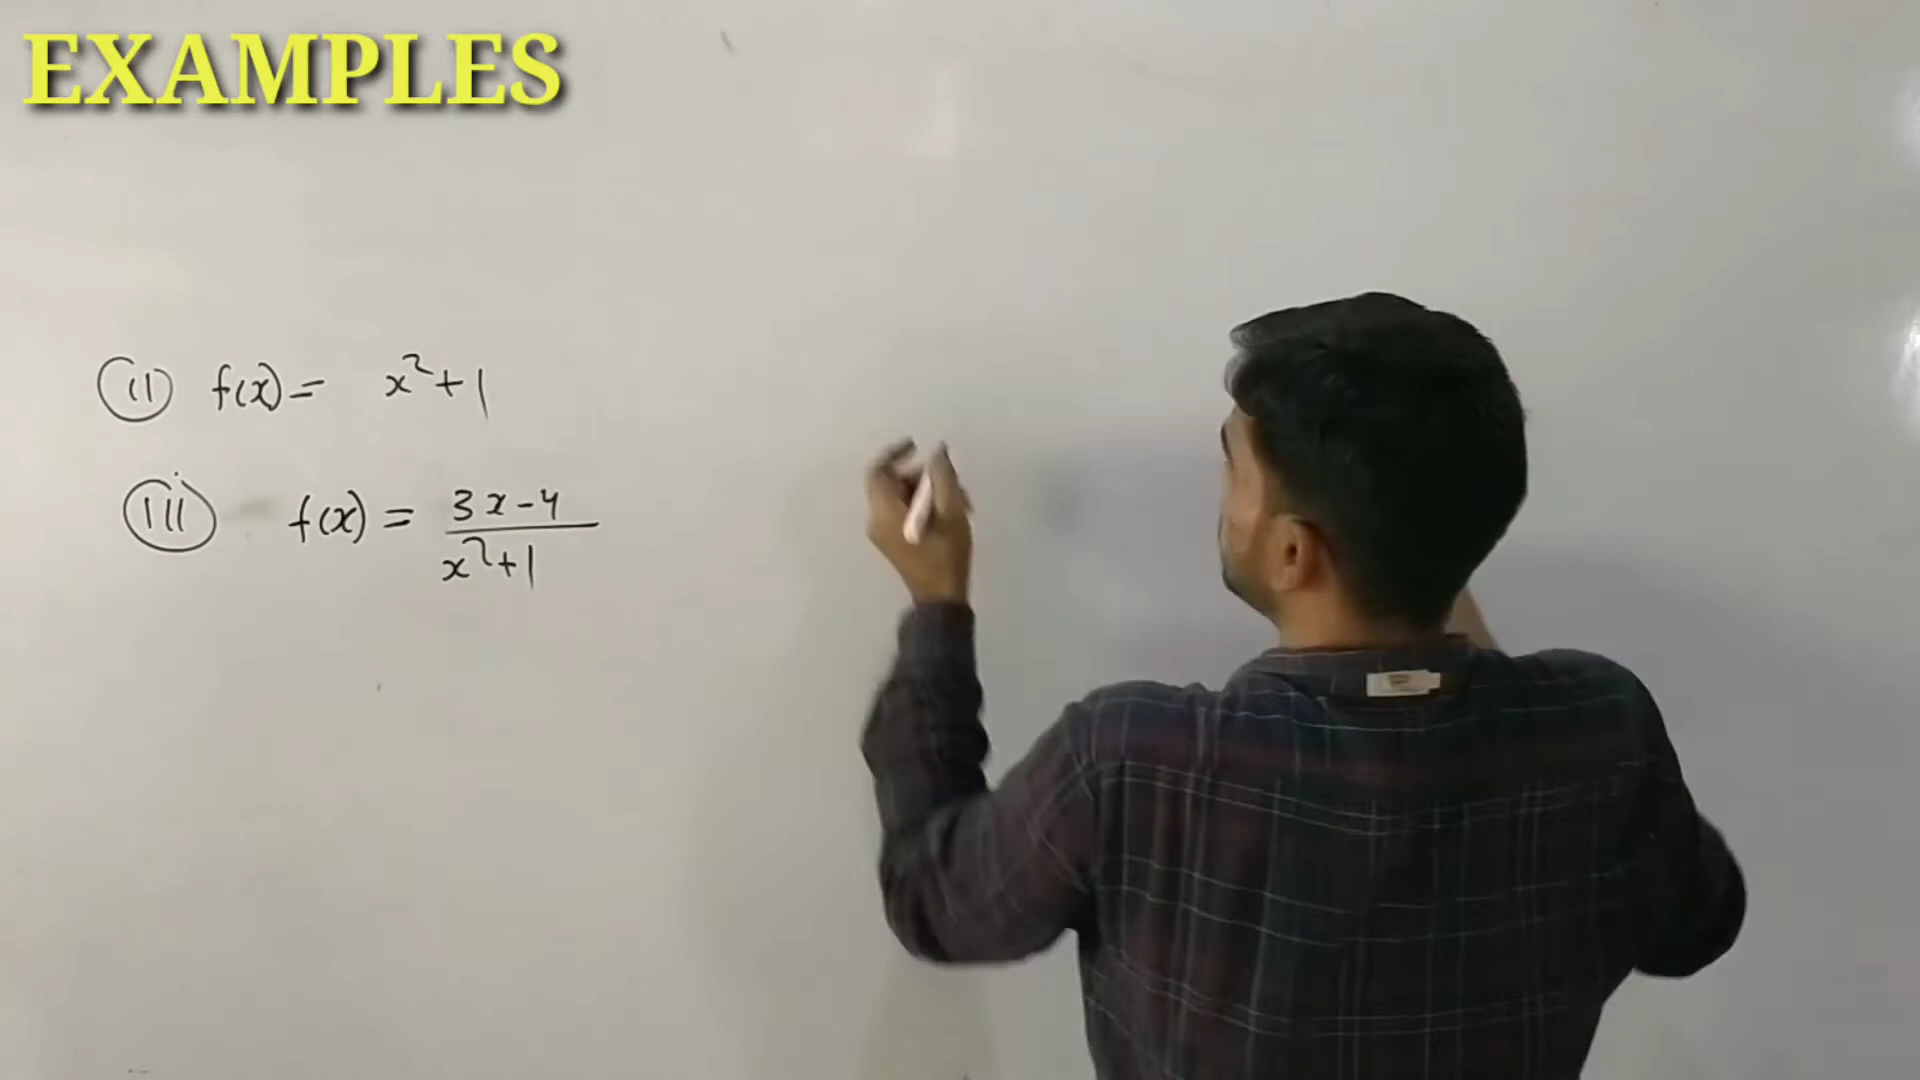 EXAMPLES
(ii) f(x) = x²+1
(iii) f(x) = 3x-4
x²+1